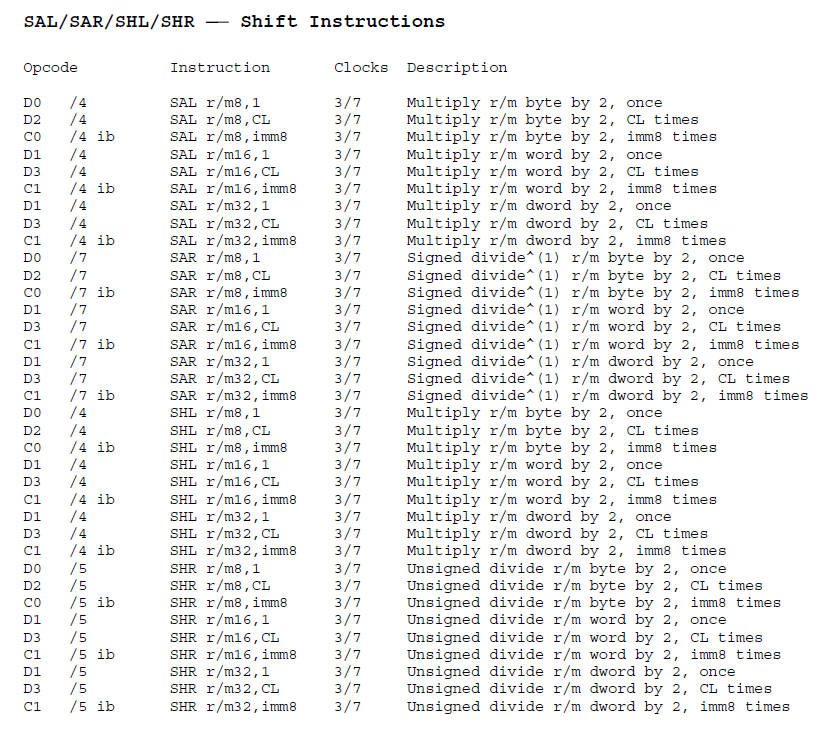 SAL/SAR/SHL/SHR —— Shift Instructions
Opcode Instruction Clocks Description
D0 /4 SAL r/m8,1 3/7 Multiply r/m byte by 2, once
D2 /4 SAL r/m8,CL 3/7 Multiply r/m byte by 2, CL times
C0 /4 ib SAL r/m8,imm8 3/7 Multiply r/m byte by 2, imm8 times
D1 /4 SAL r/m16,1 3/7 Multiply r/m word by 2, once
D3 /4 SAL r/m16,CL 3/7 Multiply r/m word by 2, CL times
C1 /4 ib SAL r/m16,imm8 3/7 Multiply r/m word by 2, imm8 times
D1 /4 SAL r/m32,1 3/7 Multiply r/m dword by 2, once
D3 /4 SAL r/m32,CL 3/7 Multiply r/m dword by 2, CL times
C1 /4 ib SAL r/m32,imm8 3/7 Multiply r/m dword by 2, imm8 times
D0 /7 SAR r/m8,1 3/7 Signed divide^(1) r/m byte by 2, once
D2 /7 SAR r/m8,CL 3/7 Signed divide^(1) r/m byte by 2, CL times
C0 /7 ib SAR r/m8,imm8 3/7 Signed divide^(1) r/m byte by 2, imm8 times
D1 /7 SAR r/m16,1 3/7 Signed divide^(1) r/m word by 2, once
D3 /7 SAR r/m16,CL 3/7 Signed divide^(1) r/m word by 2, CL times
C1 /7 ib SAR r/m16,imm8 3/7 Signed divide^(1) r/m word by 2, imm8 times
D1 /7 SAR r/m32,1 3/7 Signed divide^(1) r/m dword by 2, once
D3 /7 SAR r/m32,CL 3/7 Signed divide^(1) r/m dword by 2, CL times
C1 /7 ib SAR r/m32,imm8 3/7 Signed divide^(1) r/m dword by 2, imm8 times
D0 /4 SHL r/m8,1 3/7 Multiply r/m byte by 2, once
D2 /4 SHL r/m8,CL 3/7 Multiply r/m byte by 2, CL times
C0 /4 ib SHL r/m8,imm8 3/7 Multiply r/m byte by 2, imm8 times
D1 /4 SHL r/m16,1 3/7 Multiply r/m word by 2, once
D3 /4 SHL r/m16,CL 3/7 Multiply r/m word by 2, CL times
C1 /4 ib SHL r/m16,imm8 3/7 Multiply r/m word by 2, imm8 times
D1 /4 SHL r/m32,1 3/7 Multiply r/m dword by 2, once
D3 /4 SHL r/m32,CL 3/7 Multiply r/m dword by 2, CL times
C1 /4 ib SHL r/m32,imm8 3/7 Multiply r/m dword by 2, imm8 times
D0 /5 SHR r/m8,1 3/7 Unsigned divide r/m byte by 2, once
D2 /5 SHR r/m8,CL 3/7 Unsigned divide r/m byte by 2, CL times
C0 /5 ib SHR r/m8,imm8 3/7 Unsigned divide r/m byte by 2, imm8 times
D1 /5 SHR r/m16,1 3/7 Unsigned divide r/m word by 2, once
D3 /5 SHR r/m16,CL 3/7 Unsigned divide r/m word by 2, CL times
C1 /5 ib SHR r/m16,imm8 3/7 Unsigned divide r/m word by 2, imm8 times
D1 /5 SHR r/m32,1 3/7 Unsigned divide r/m dword by 2, once
D3 /5 SHR r/m32,CL 3/7 Unsigned divide r/m dword by 2, CL times
C1 /5 ib SHR r/m32,imm8 3/7 Unsigned divide r/m dword by 2, imm8 times